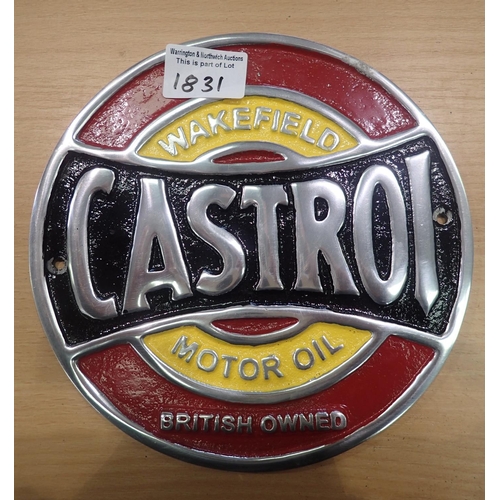 Warrington & Northwich Auctions
This is part of Lot
1831
WAKEFIELD
CASTROl
MOTOR OIL
BRITISH OWNED